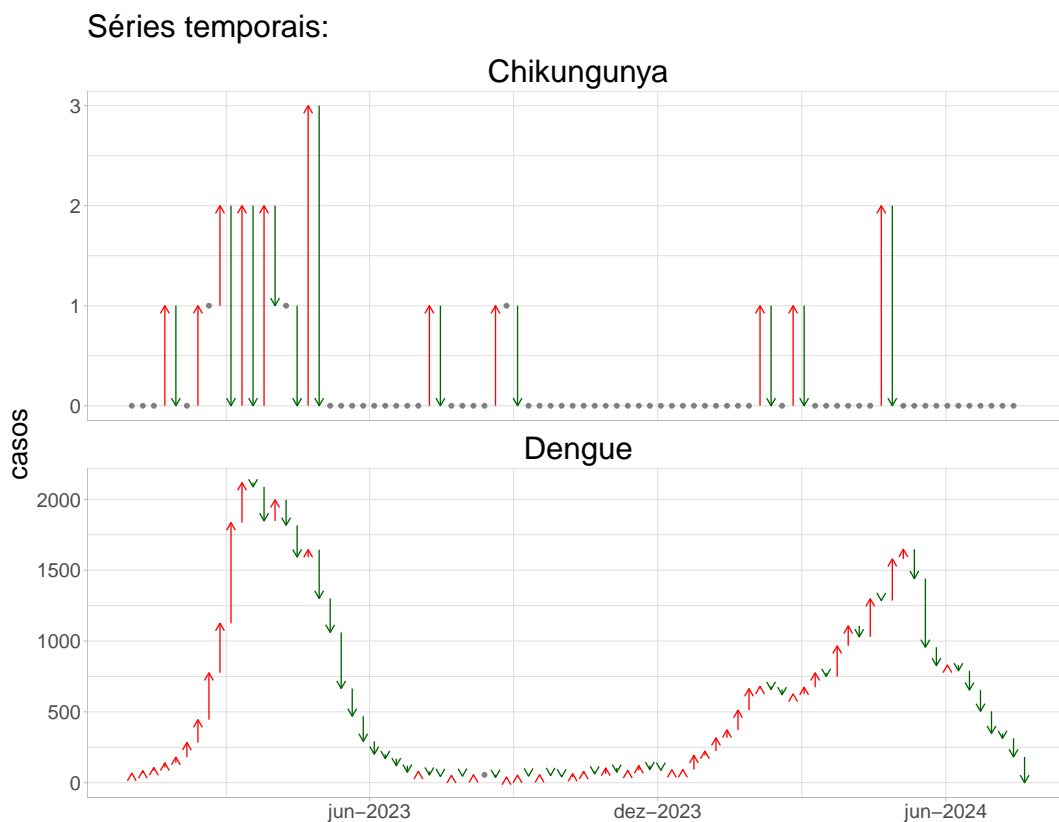 Séries temporais:
Chikungunya
3
2
1
0
casos
Dengue
2000
1500
1000
500
0
jun−2023
dez−2023
jun−2024